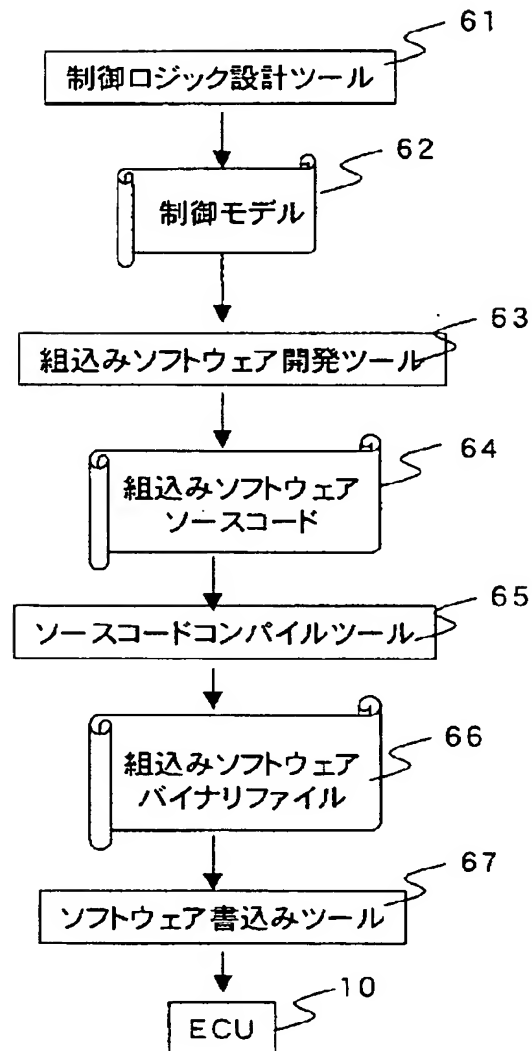 61
制御ロジック設計ツール
62
制御モデル
63
組込みソフトウェア開発ツール
64
組込みソフトウェア
ソースコード
65
ソースコードコンパイルツール
66
組込みソフトウェア
バイナリファイル
67
ソフトウェア書込みツール
10
ECU